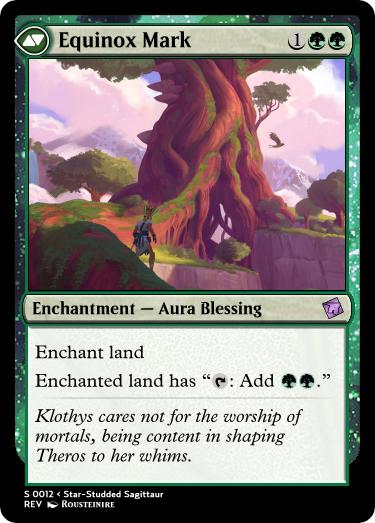 Equinox Mark 1
Enchantment — Aura Blessing
Enchant land
Enchanted land has “: Add .”
Klothys cares not for the worship of
mortals, being content in shaping
Theros to her whims.
S 0012 < Star-Studded Sagittaur
REV Rousteinire